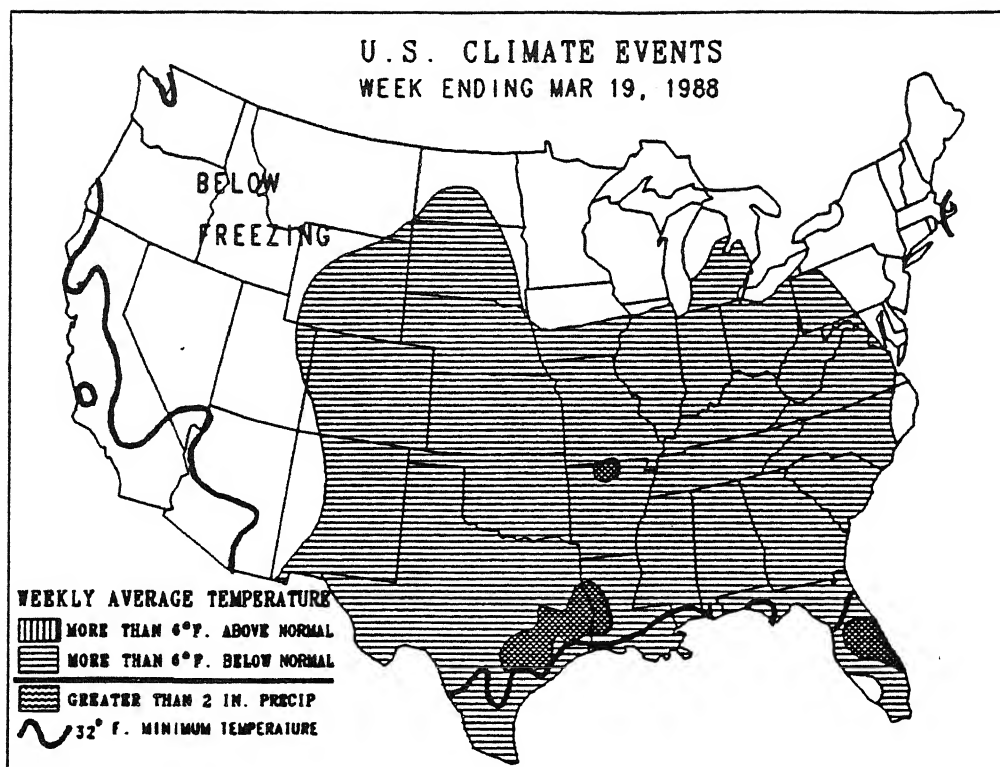 U.S. CLIMATE EVENTS
WEEK ENDING MAR 19, 1988
BELOW
FREEZING
WEEKLY AVERAGE TEMPERATURE
MORE THAN 6°F. ABOVE NORMAL
MORE THAN 6°F. BELOW NORMAL
GREATER THAN 2 IN. PRECIP
32° F. MINIMUM TEMPERATURE